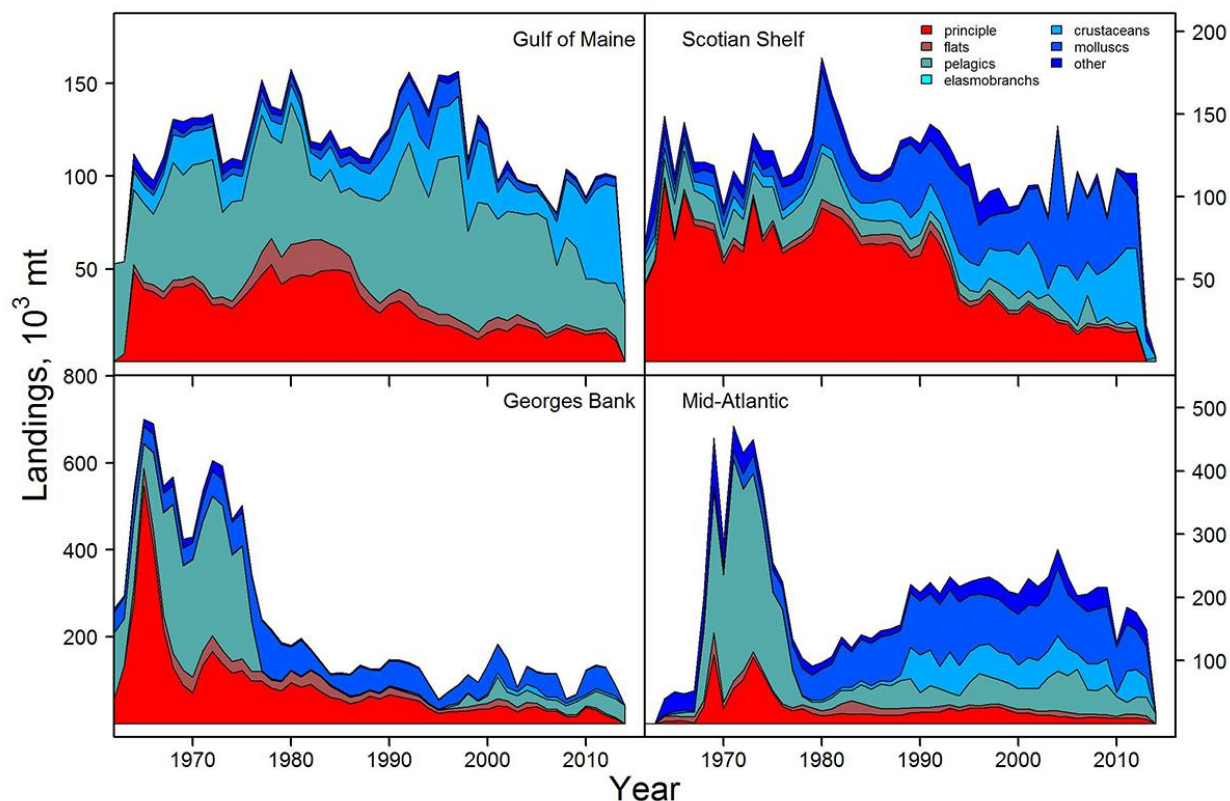 Gulf of Maine
Scotian Shelf
principle
flats
pelagics
elasmobranchs
crustaceans
molluscs
other
200
150
100
50
150
100
50
Georges Bank
Mid-Atlantic
800
600
400
200
500
400
300
200
100
Landings, 10³ mt
1970
1980
1990
2000
2010
1970
1980
1990
2000
2010
Year